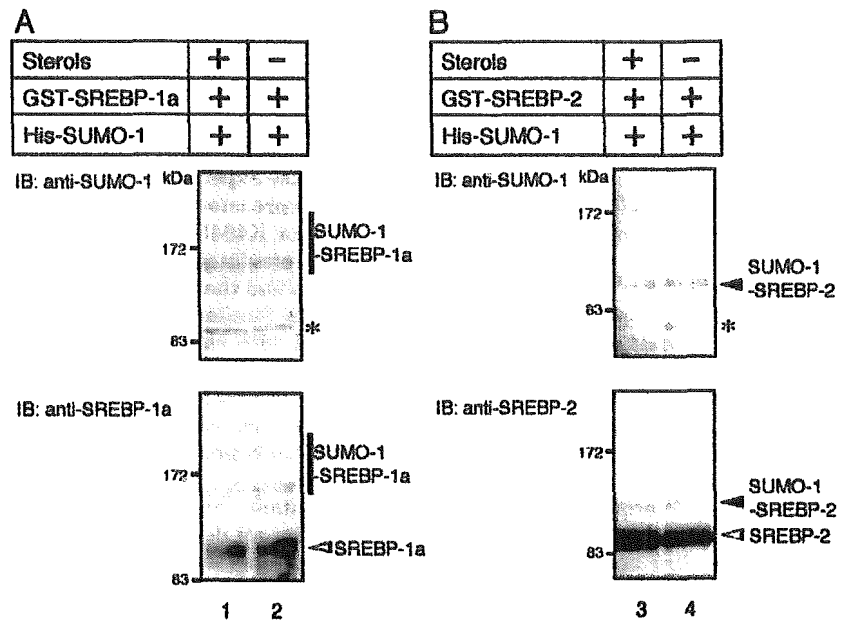 A
Sterols + −
GST-SREBP-1a + +
His-SUMO-1 + +
IB: anti-SUMO-1 kDa
172
83
SUMO-1
-SREBP-1a
*
IB: anti-SREBP-1a
172
83
SUMO-1
-SREBP-1a
SREBP-1a
1 2
B
Sterols + −
GST-SREBP-2 + +
His-SUMO-1 + +
IB: anti-SUMO-1 kDa
172
83
SUMO-1
-SREBP-2
*
IB: anti-SREBP-2
172
83
SUMO-1
-SREBP-2
SREBP-2
3 4